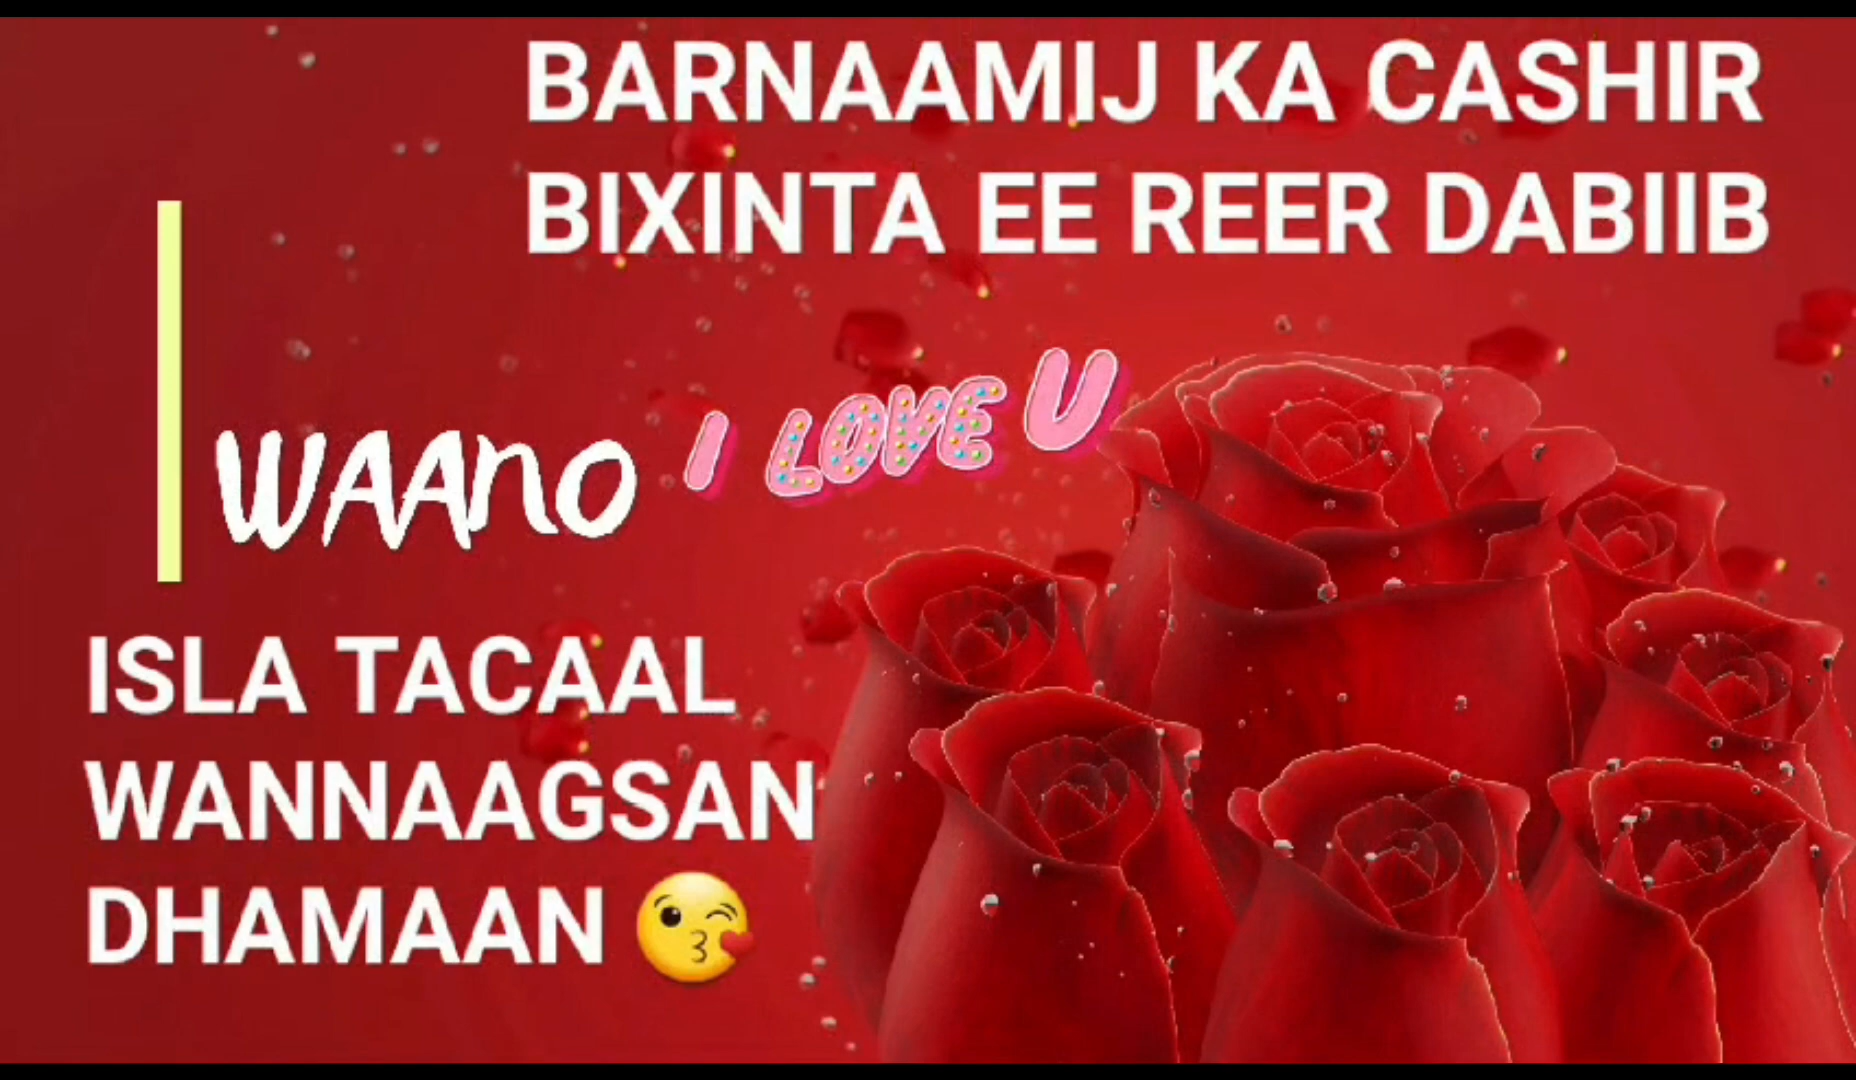 BARNAAMIJ KA CASHIR
BIXINTA EE REER DABIIB
WAAno I LOVE U
ISLA TACAAL
WANNAAGSAN
DHAMAAN 😘